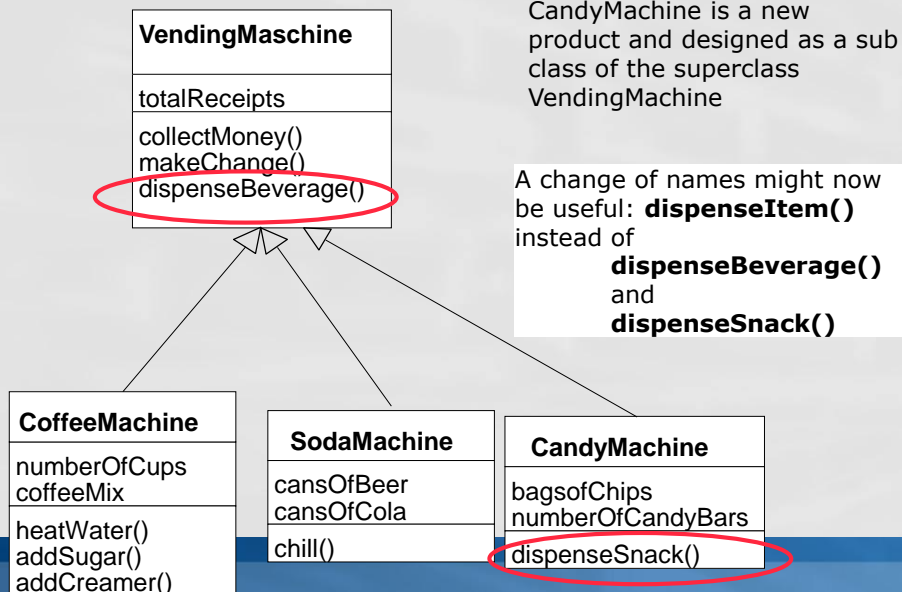 VendingMaschine
totalReceipts
collectMoney()
makeChange()
dispenseBeverage()
CandyMachine is a new
product and designed as a sub
class of the superclass
VendingMachine
A change of names might now
be useful: dispenseItem()
instead of
dispenseBeverage()
and
dispenseSnack()
CoffeeMachine
numberOfCups
coffeeMix
heatWater()
addSugar()
addCreamer()
SodaMachine
cansOfBeer
cansOfCola
chill()
CandyMachine
bagsofChips
numberOfCandyBars
dispenseSnack()